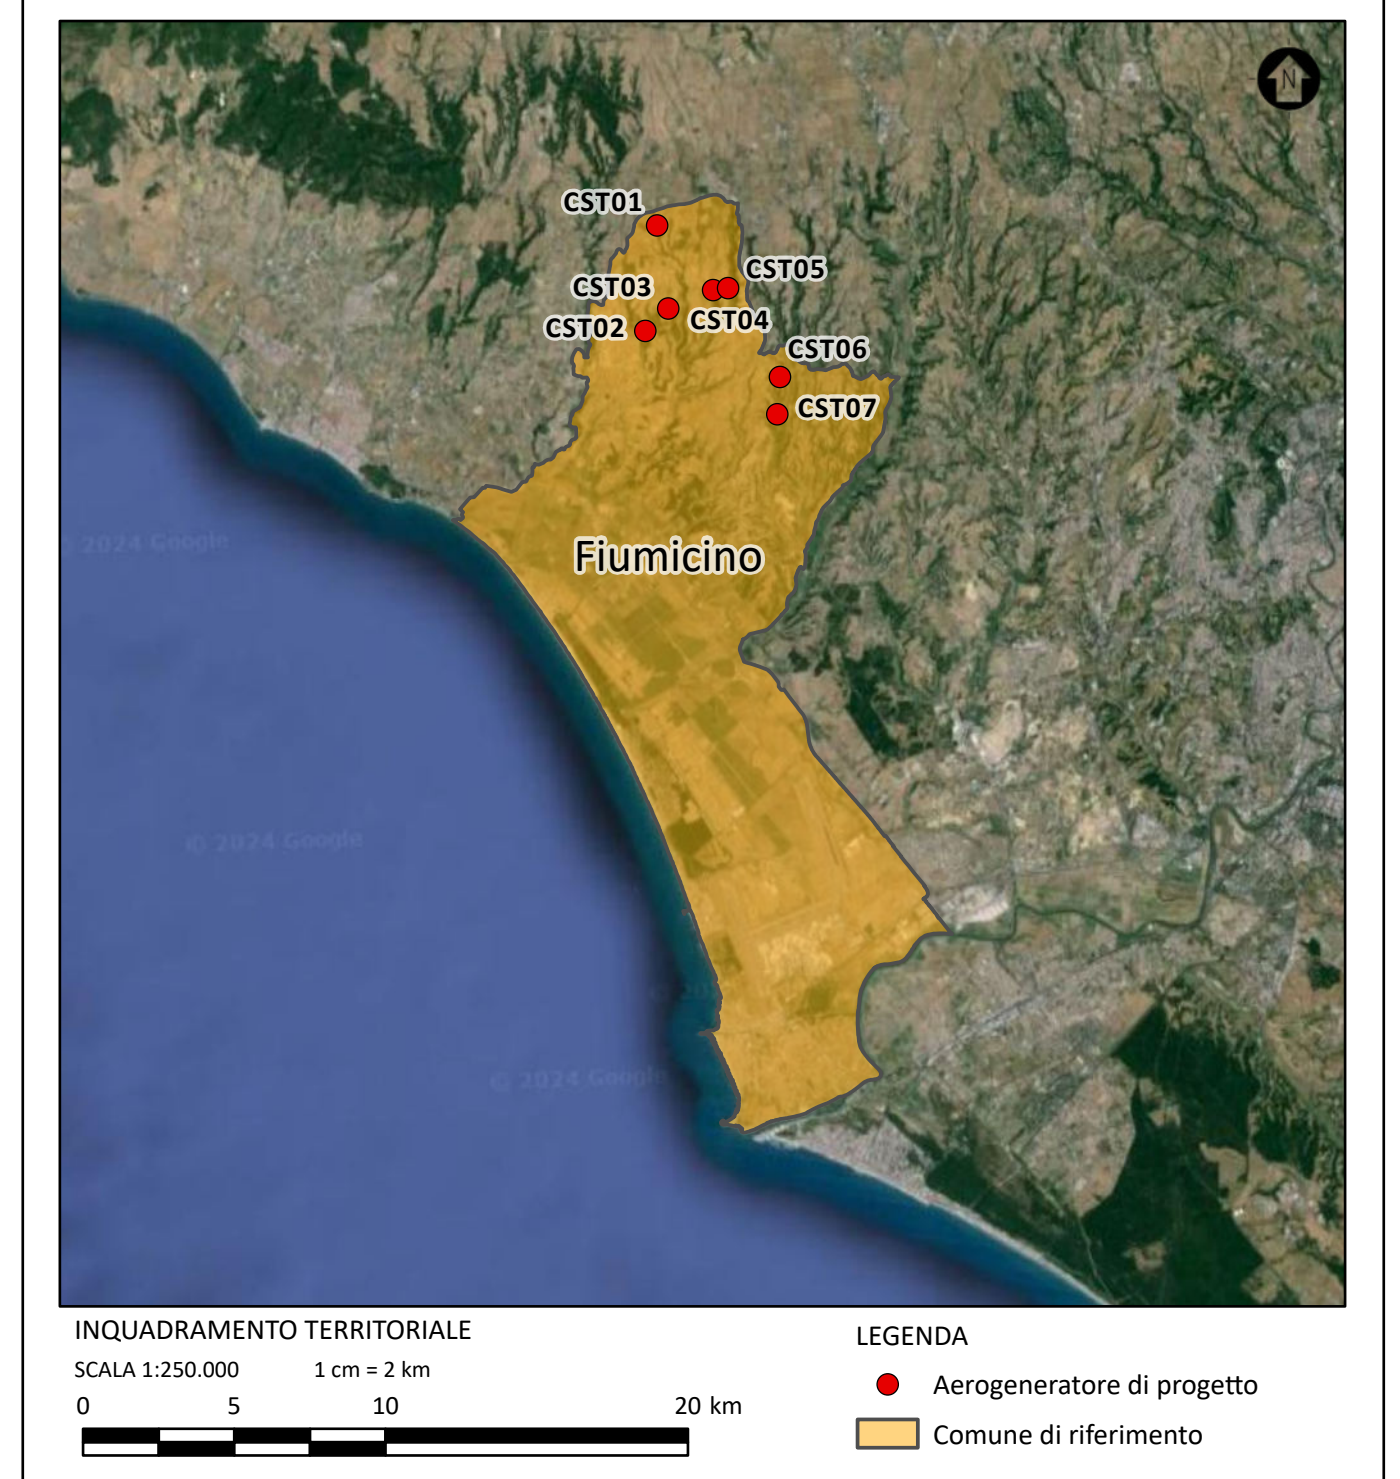 N
CST01
CST05
CST03
CST04
CST02
CST06
CST07
Fiumicino
2024 Google
© 2024 Google
© 2024 Google
INQUADRAMENTO TERRITORIALE
SCALA 1:250.000 1 cm = 2 km
0 5 10 20 km
LEGENDA
Aerogeneratore di progetto
Comune di riferimento